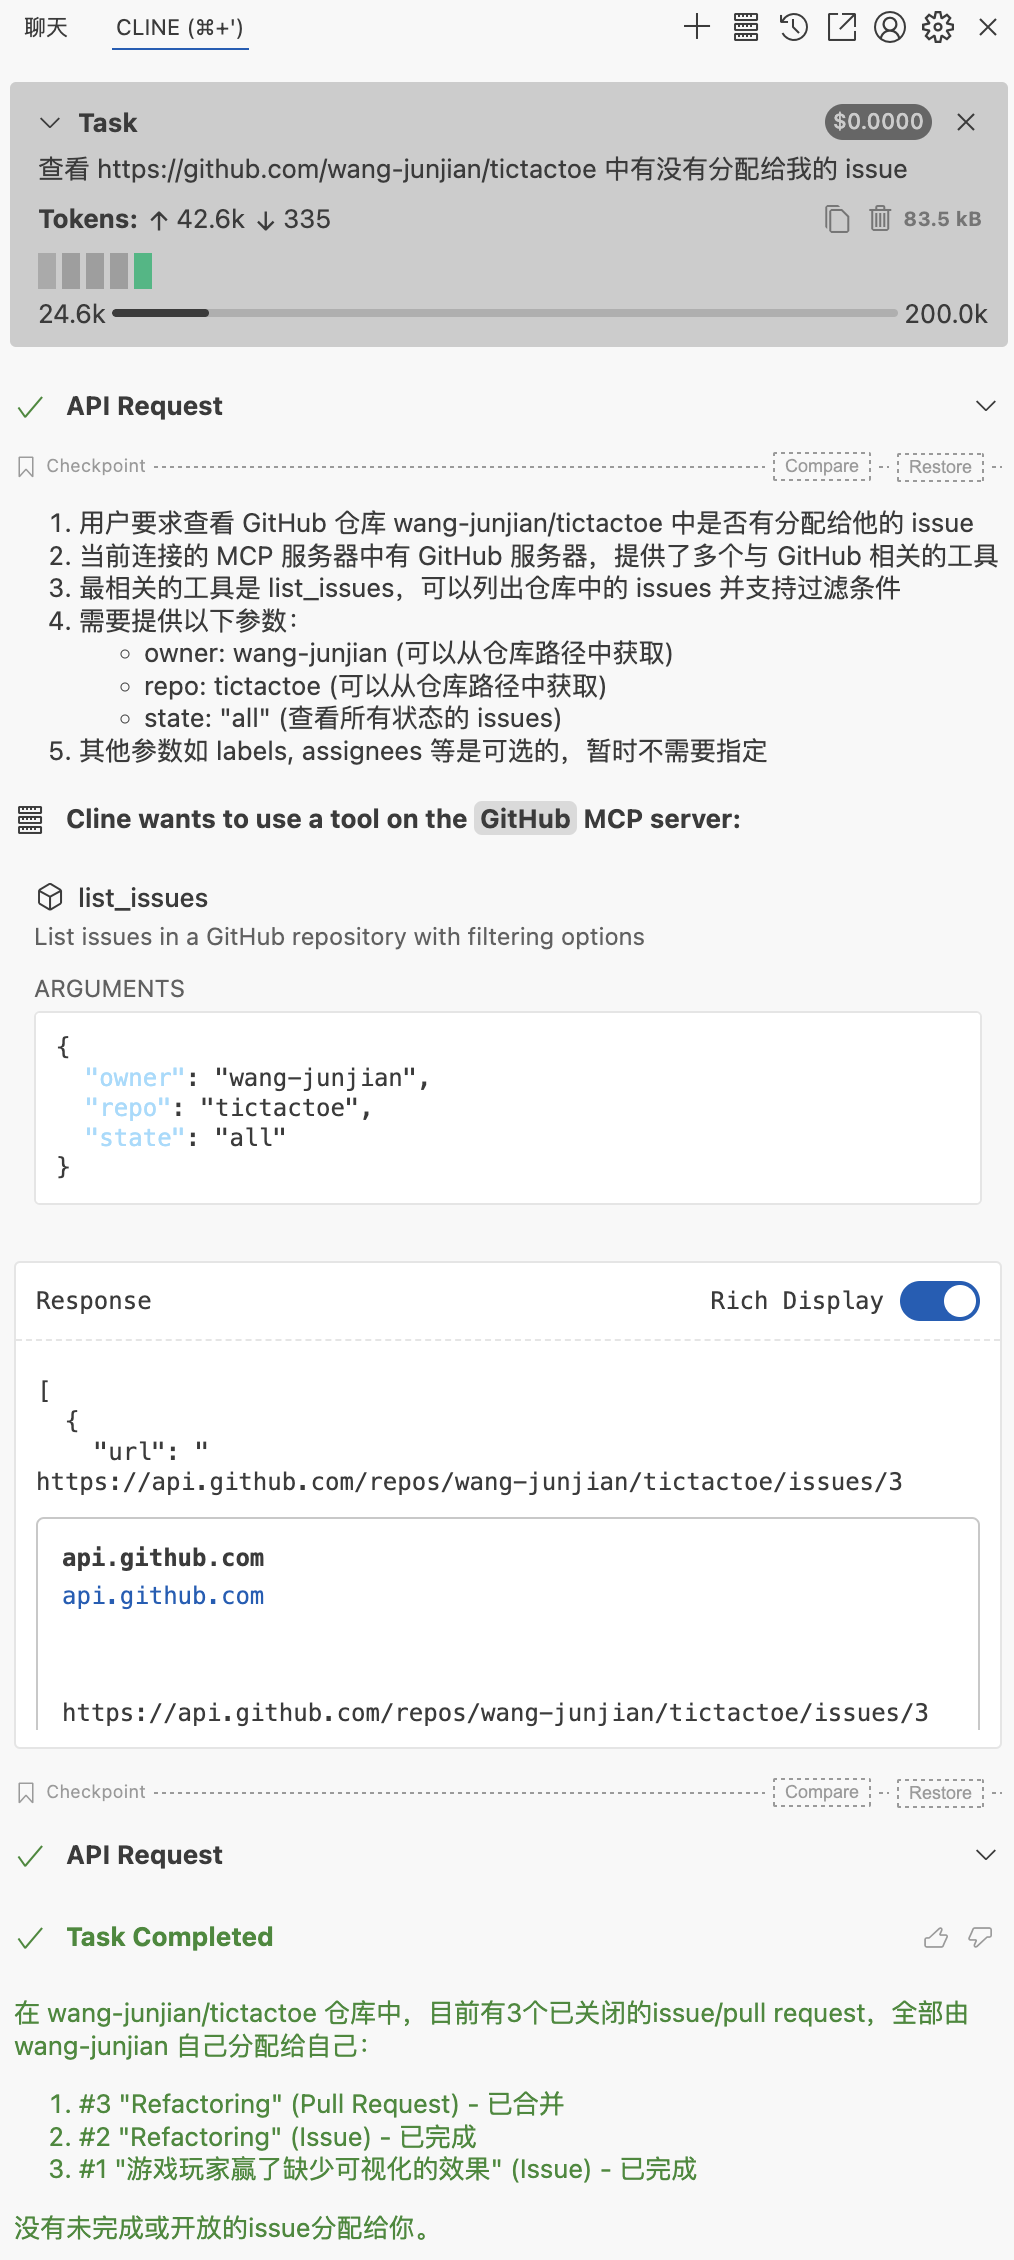 聊天 CLINE (⌘+')
Task $0.0000
查看 https://github.com/wang-junjian/tictactoe 中有没有分配给我的 issue
Tokens: ↑ 42.6k ↓ 335 83.5 kB
24.6k 200.0k
API Request
Checkpoint Compare Restore
1. 用户要求查看 GitHub 仓库 wang-junjian/tictactoe 中是否有分配给他的 issue
2. 当前连接的 MCP 服务器中有 GitHub 服务器，提供了多个与 GitHub 相关的工具
3. 最相关的工具是 list_issues，可以列出仓库中的 issues 并支持过滤条件
4. 需要提供以下参数：
◦ owner: wang-junjian (可以从仓库路径中获取)
◦ repo: tictactoe (可以从仓库路径中获取)
◦ state: "all" (查看所有状态的 issues)
5. 其他参数如 labels, assignees 等是可选的，暂时不需要指定
Cline wants to use a tool on the GitHub MCP server:
list_issues
List issues in a GitHub repository with filtering options
ARGUMENTS
{
"owner": "wang-junjian",
"repo": "tictactoe",
"state": "all"
}
Response Rich Display
[
{
"url": "
https://api.github.com/repos/wang-junjian/tictactoe/issues/3
api.github.com
api.github.com
https://api.github.com/repos/wang-junjian/tictactoe/issues/3
Checkpoint Compare Restore
API Request
Task Completed
在 wang-junjian/tictactoe 仓库中，目前有3个已关闭的issue/pull request，全部由
wang-junjian 自己分配给自己：
1. #3 "Refactoring" (Pull Request) - 已合并
2. #2 "Refactoring" (Issue) - 已完成
3. #1 "游戏玩家赢了缺少可视化的效果" (Issue) - 已完成
没有未完成或开放的issue分配给你。